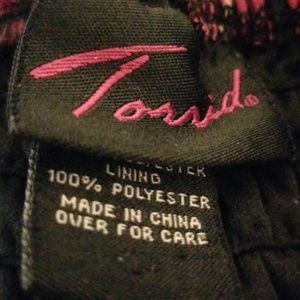 Torrid®
LINING
100% POLYESTER
MADE IN CHINA
OVER FOR CARE